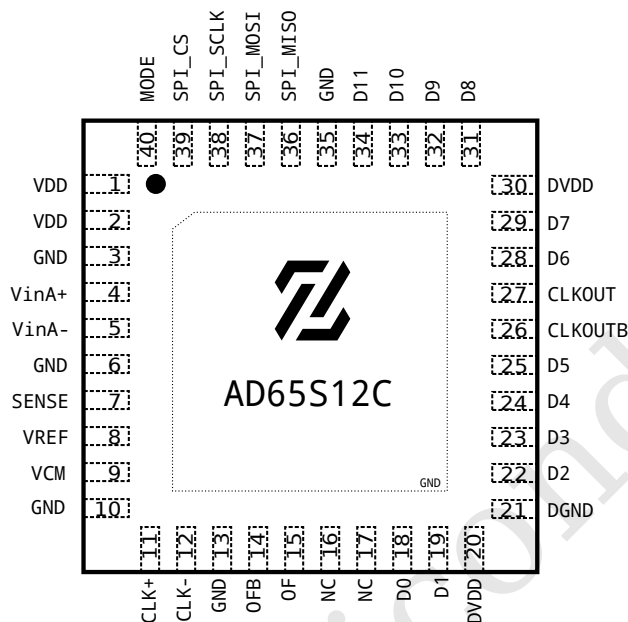 MODE
SPI_CS
SPI_SCLK
SPI_MOSI
SPI_MISO
GND
D11
D10
D9
D8
40
39
38
37
36
35
34
33
32
31
VDD 1
VDD 2
GND 3
VinA+ 4
VinA- 5
GND 6
SENSE 7
VREF 8
VCM 9
GND 10
AD65S12C
GND
30 DVDD
29 D7
28 D6
27 CLKOUT
26 CLKOUTB
25 D5
24 D4
23 D3
22 D2
21 DGND
11
12
13
14
15
16
17
18
19
20
CLK+
CLK-
GND
OFB
OF
NC
NC
D0
D1
DVDD